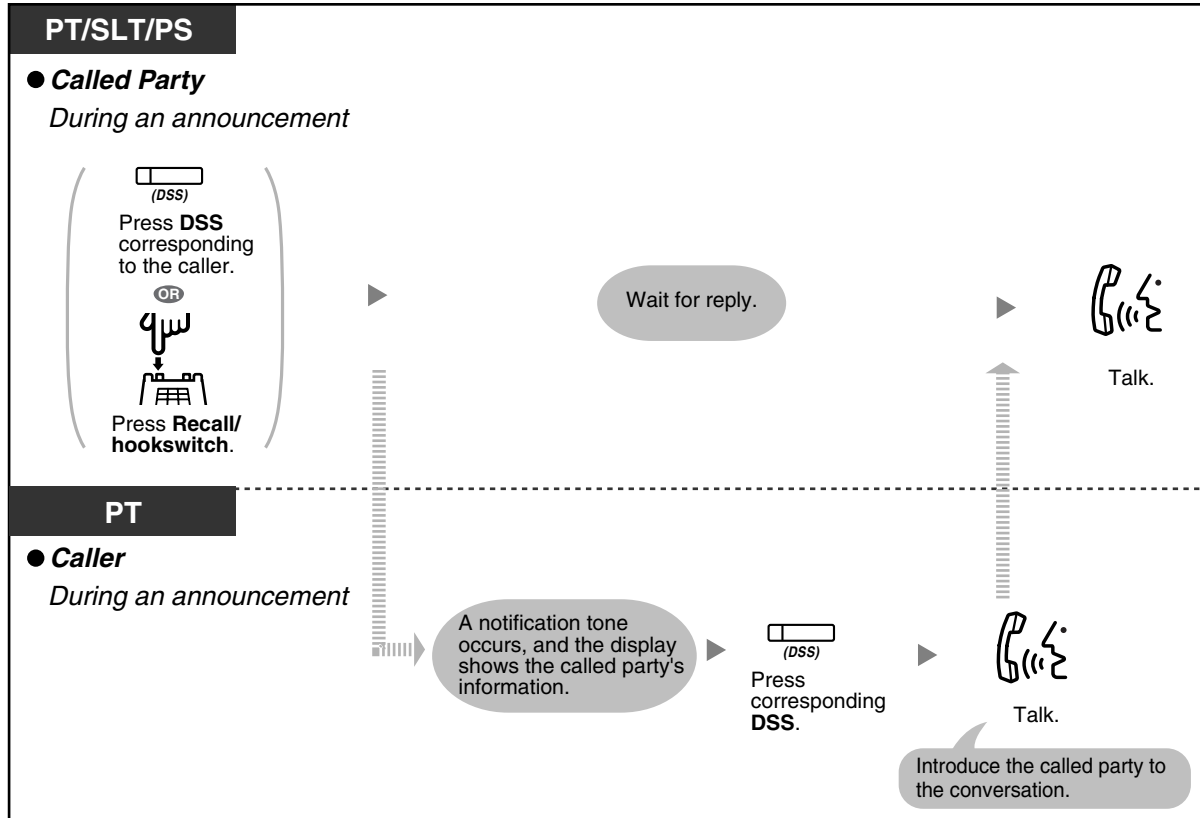 PT/SLT/PS
● Called Party
During an announcement
(DSS)
Press DSS
corresponding
to the caller.
OR
Press Recall/
hookswitch.
Wait for reply.
Talk.
PT
● Caller
During an announcement
A notification tone
occurs, and the display
shows the called party's
information.
(DSS)
Press
corresponding
DSS.
Talk.
Introduce the called party to
the conversation.